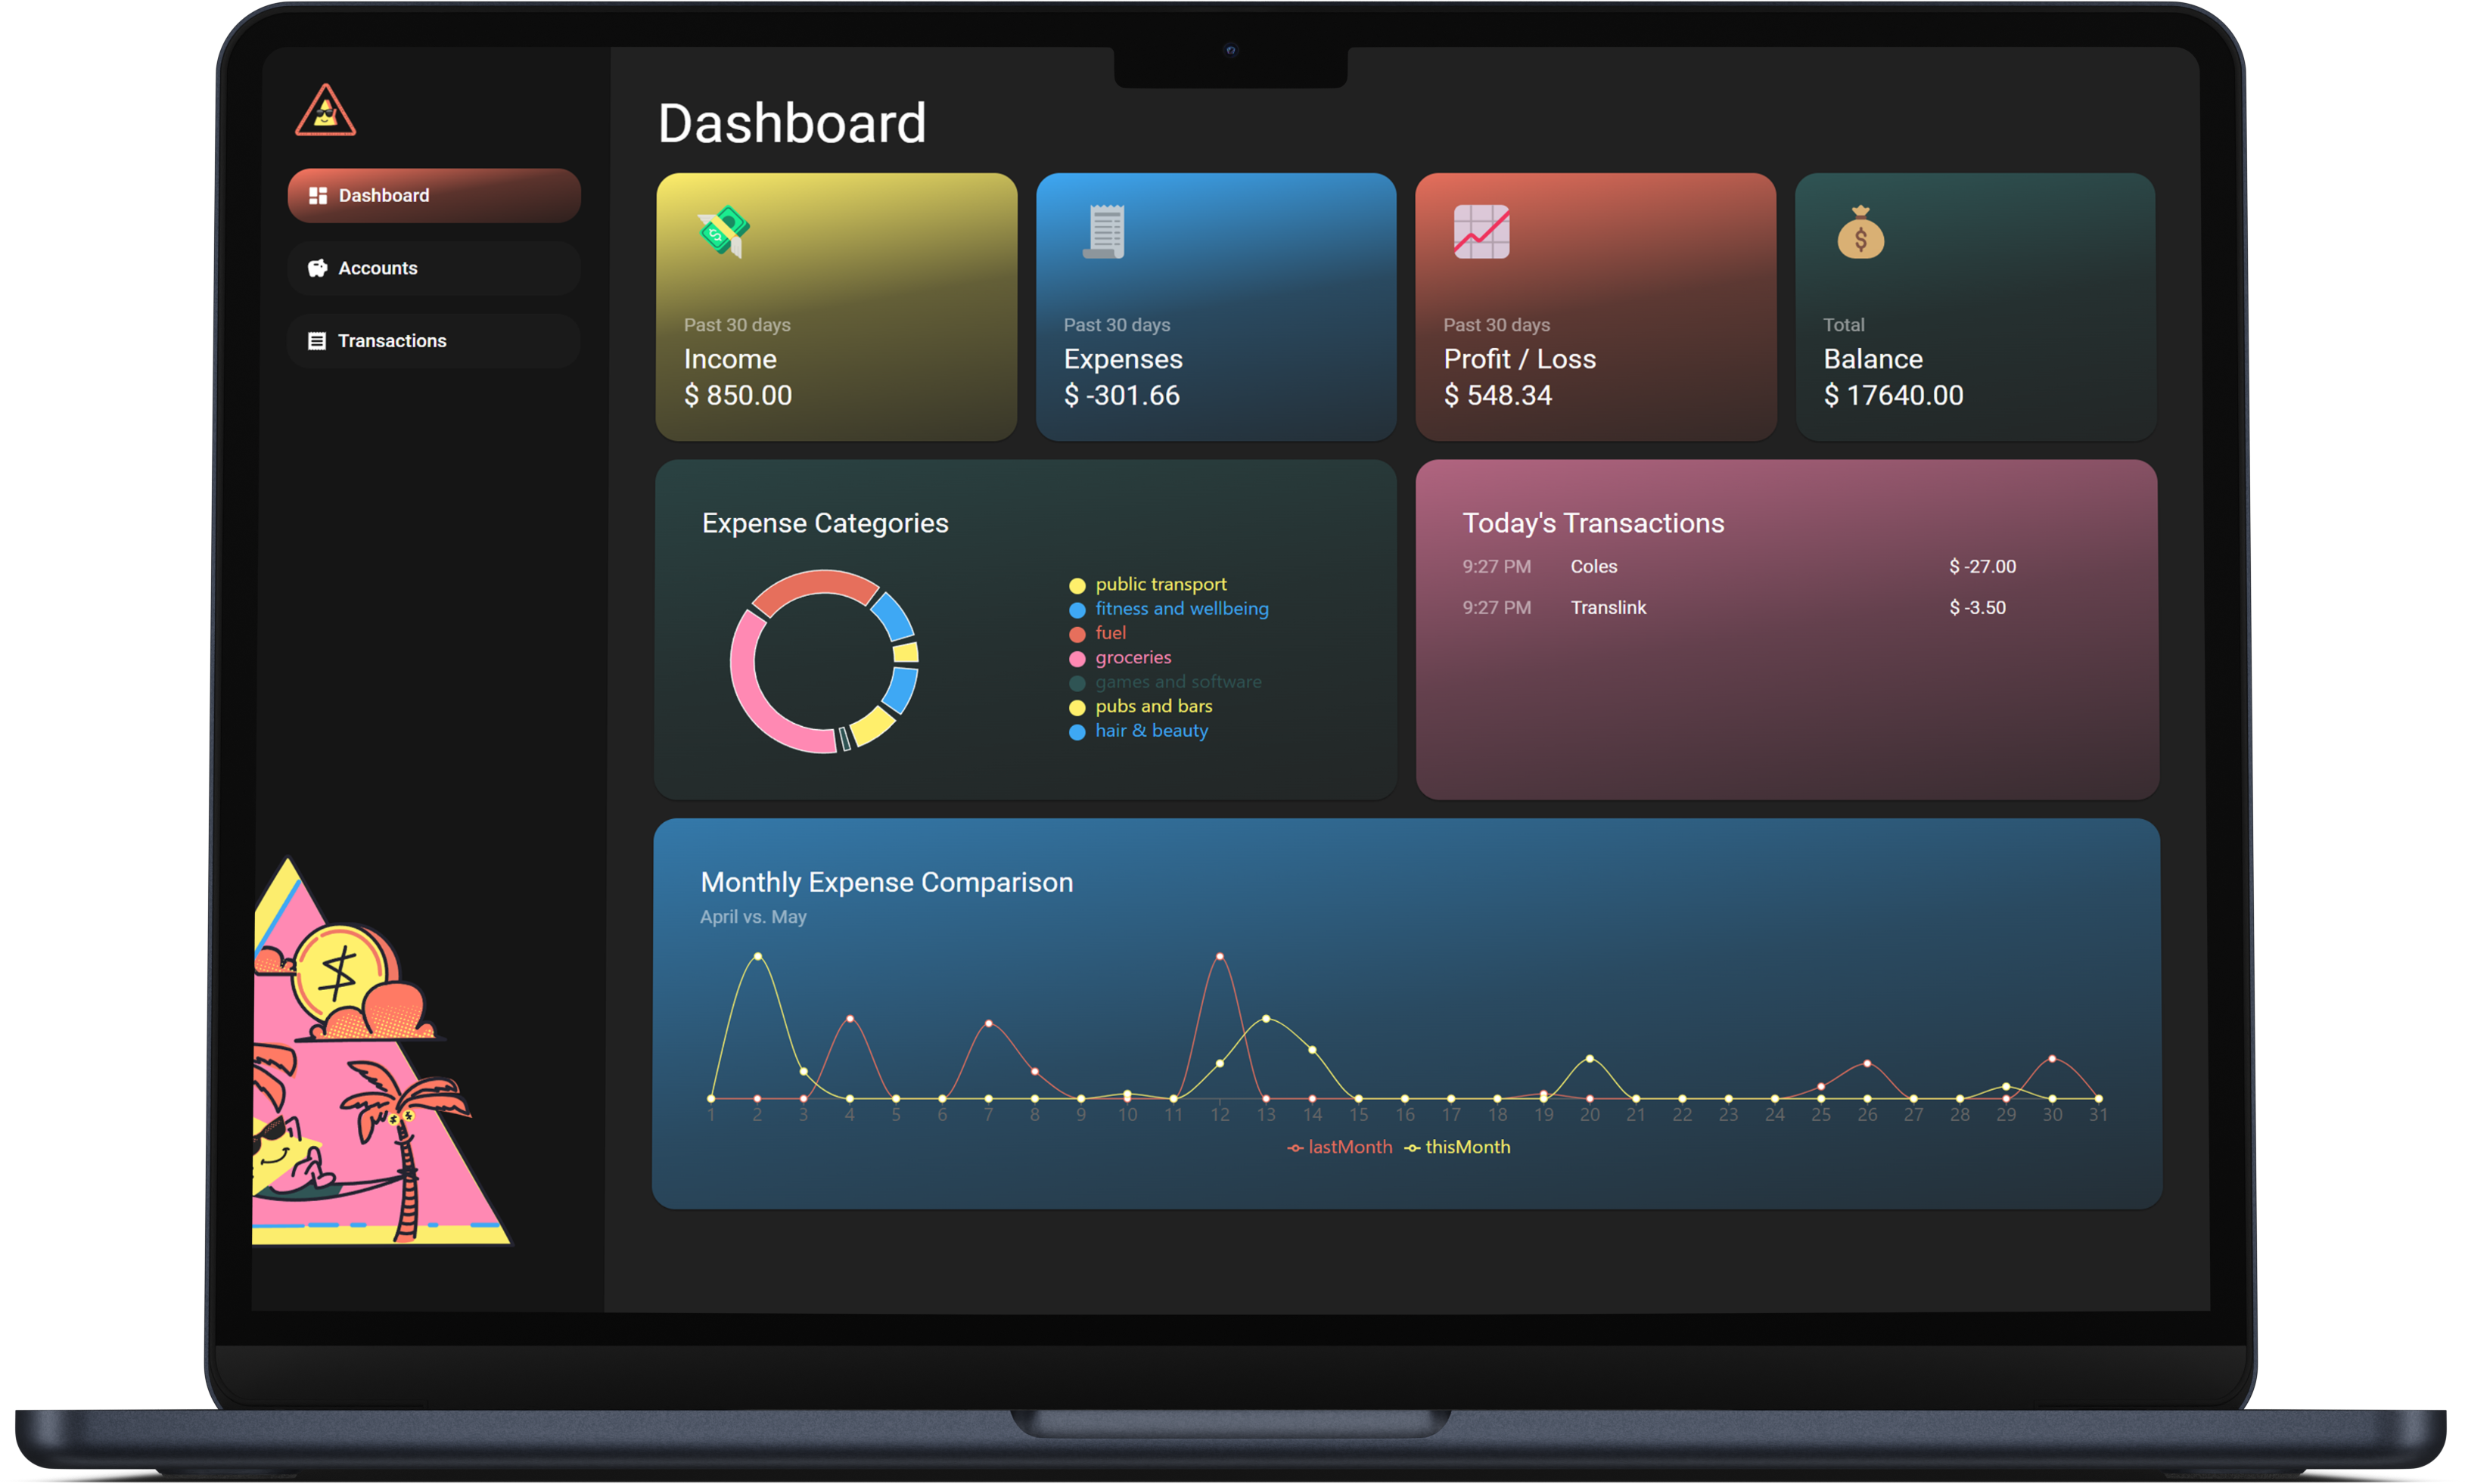 Dashboard
Accounts
Transactions
Dashboard
Past 30 days
Income
$ 850.00
Past 30 days
Expenses
$ -301.66
Past 30 days
Profit / Loss
$ 548.34
Total
Balance
$ 17640.00
Expense Categories
public transport
fitness and wellbeing
fuel
groceries
games and software
pubs and bars
hair & beauty
Today's Transactions
9:27 PM Coles $ -27.00
9:27 PM Translink $ -3.50
Monthly Expense Comparison
April vs. May
1 2 3 4 5 6 7 8 9 10 11 12 13 14 15 16 17 18 19 20 21 22 23 24 25 26 27 28 29 30 31
lastMonth thisMonth